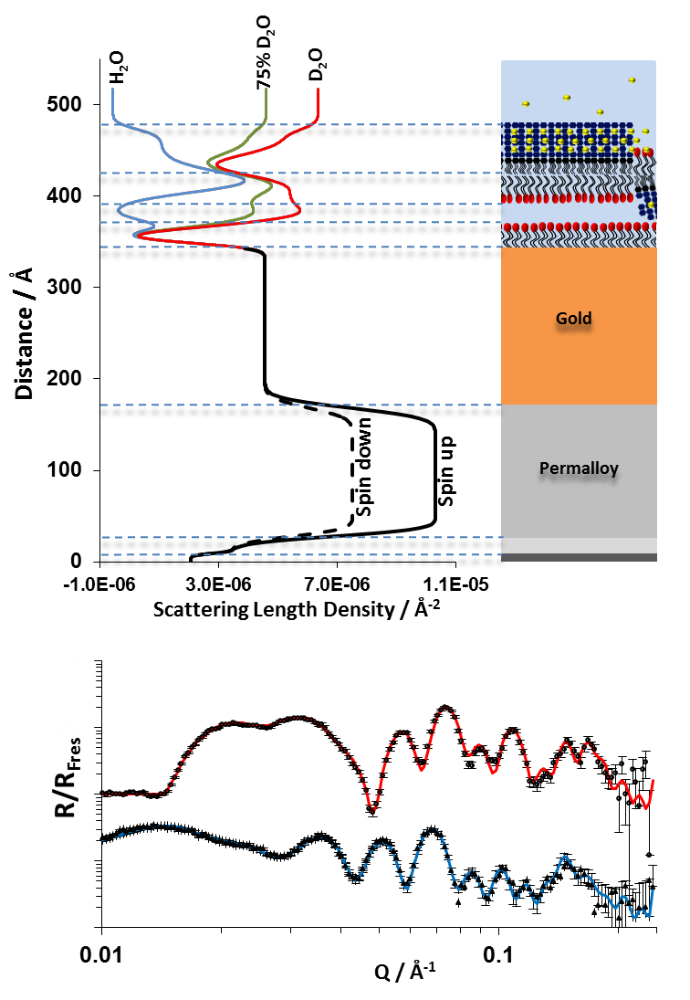 H₂O
75% D₂O
D₂O
500
400
300
200
100
0
Distance / Å
-1.0E-06
3.0E-06
7.0E-06
1.1E-05
Scattering Length Density / Å⁻²
Spin down
Spin up
Gold
Permalloy
R/R_Fres
0.01
0.1
Q / Å⁻¹